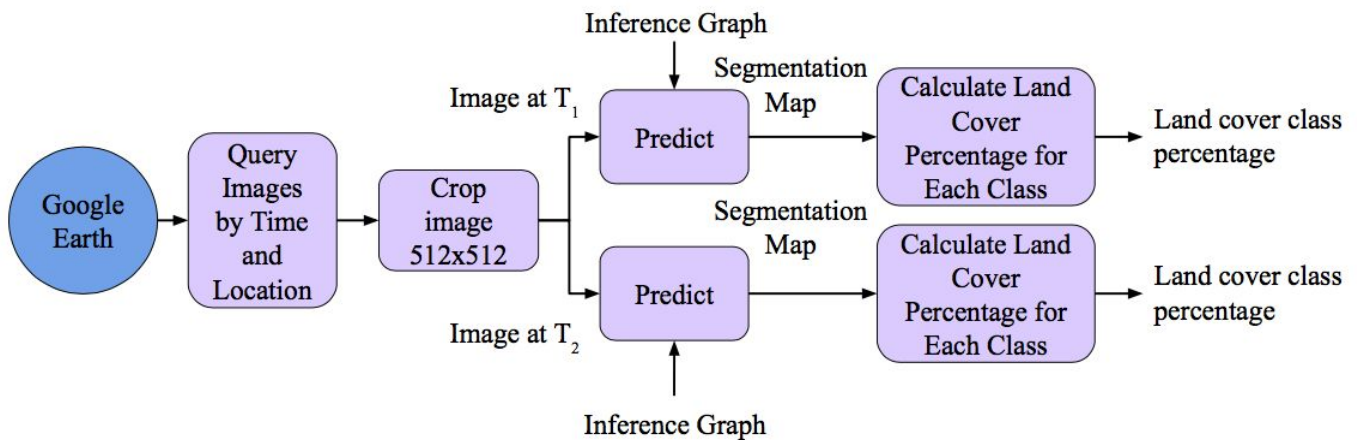 Google
Earth
Query
Images
by Time
and
Location
Crop
image
512x512
Image at T₁
Inference Graph
Predict
Segmentation
Map
Calculate Land
Cover
Percentage for
Each Class
Land cover class
percentage
Image at T₂
Predict
Inference Graph
Segmentation
Map
Calculate Land
Cover
Percentage for
Each Class
Land cover class
percentage